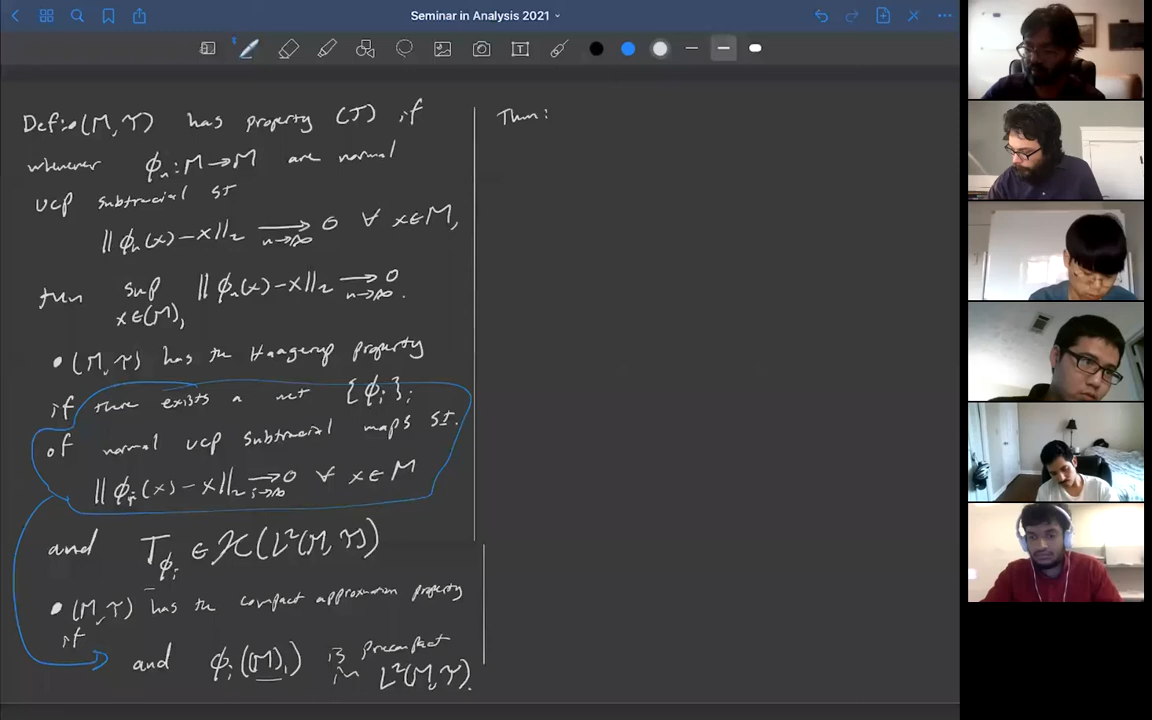 Seminar in Analysis 2021
Def: • (M, τ) has property (T) if
whenever ϕₙ : M → M are normal
ucp subtracial st
‖ϕₙ(x) − x‖₂ ⟶ 0 ∀ x ∈ M,
n→∞
then sup ‖ϕₙ(x) − x‖₂ ⟶ 0
x ∈ (M)₁ n→∞.
• (M, τ) has the Haagerup property
if there exists a net {ϕᵢ}ᵢ
of normal ucp subtracial maps st.
‖ϕᵢ(x) − x‖₂ ⟶ 0 ∀ x ∈ M
i→∞
and T_ϕᵢ ∈ K(L²(M, τ))
• (M, τ) has the compact approximation property
if
and ϕᵢ((M)₁) is precompact
in L²(M, τ).
Thm: